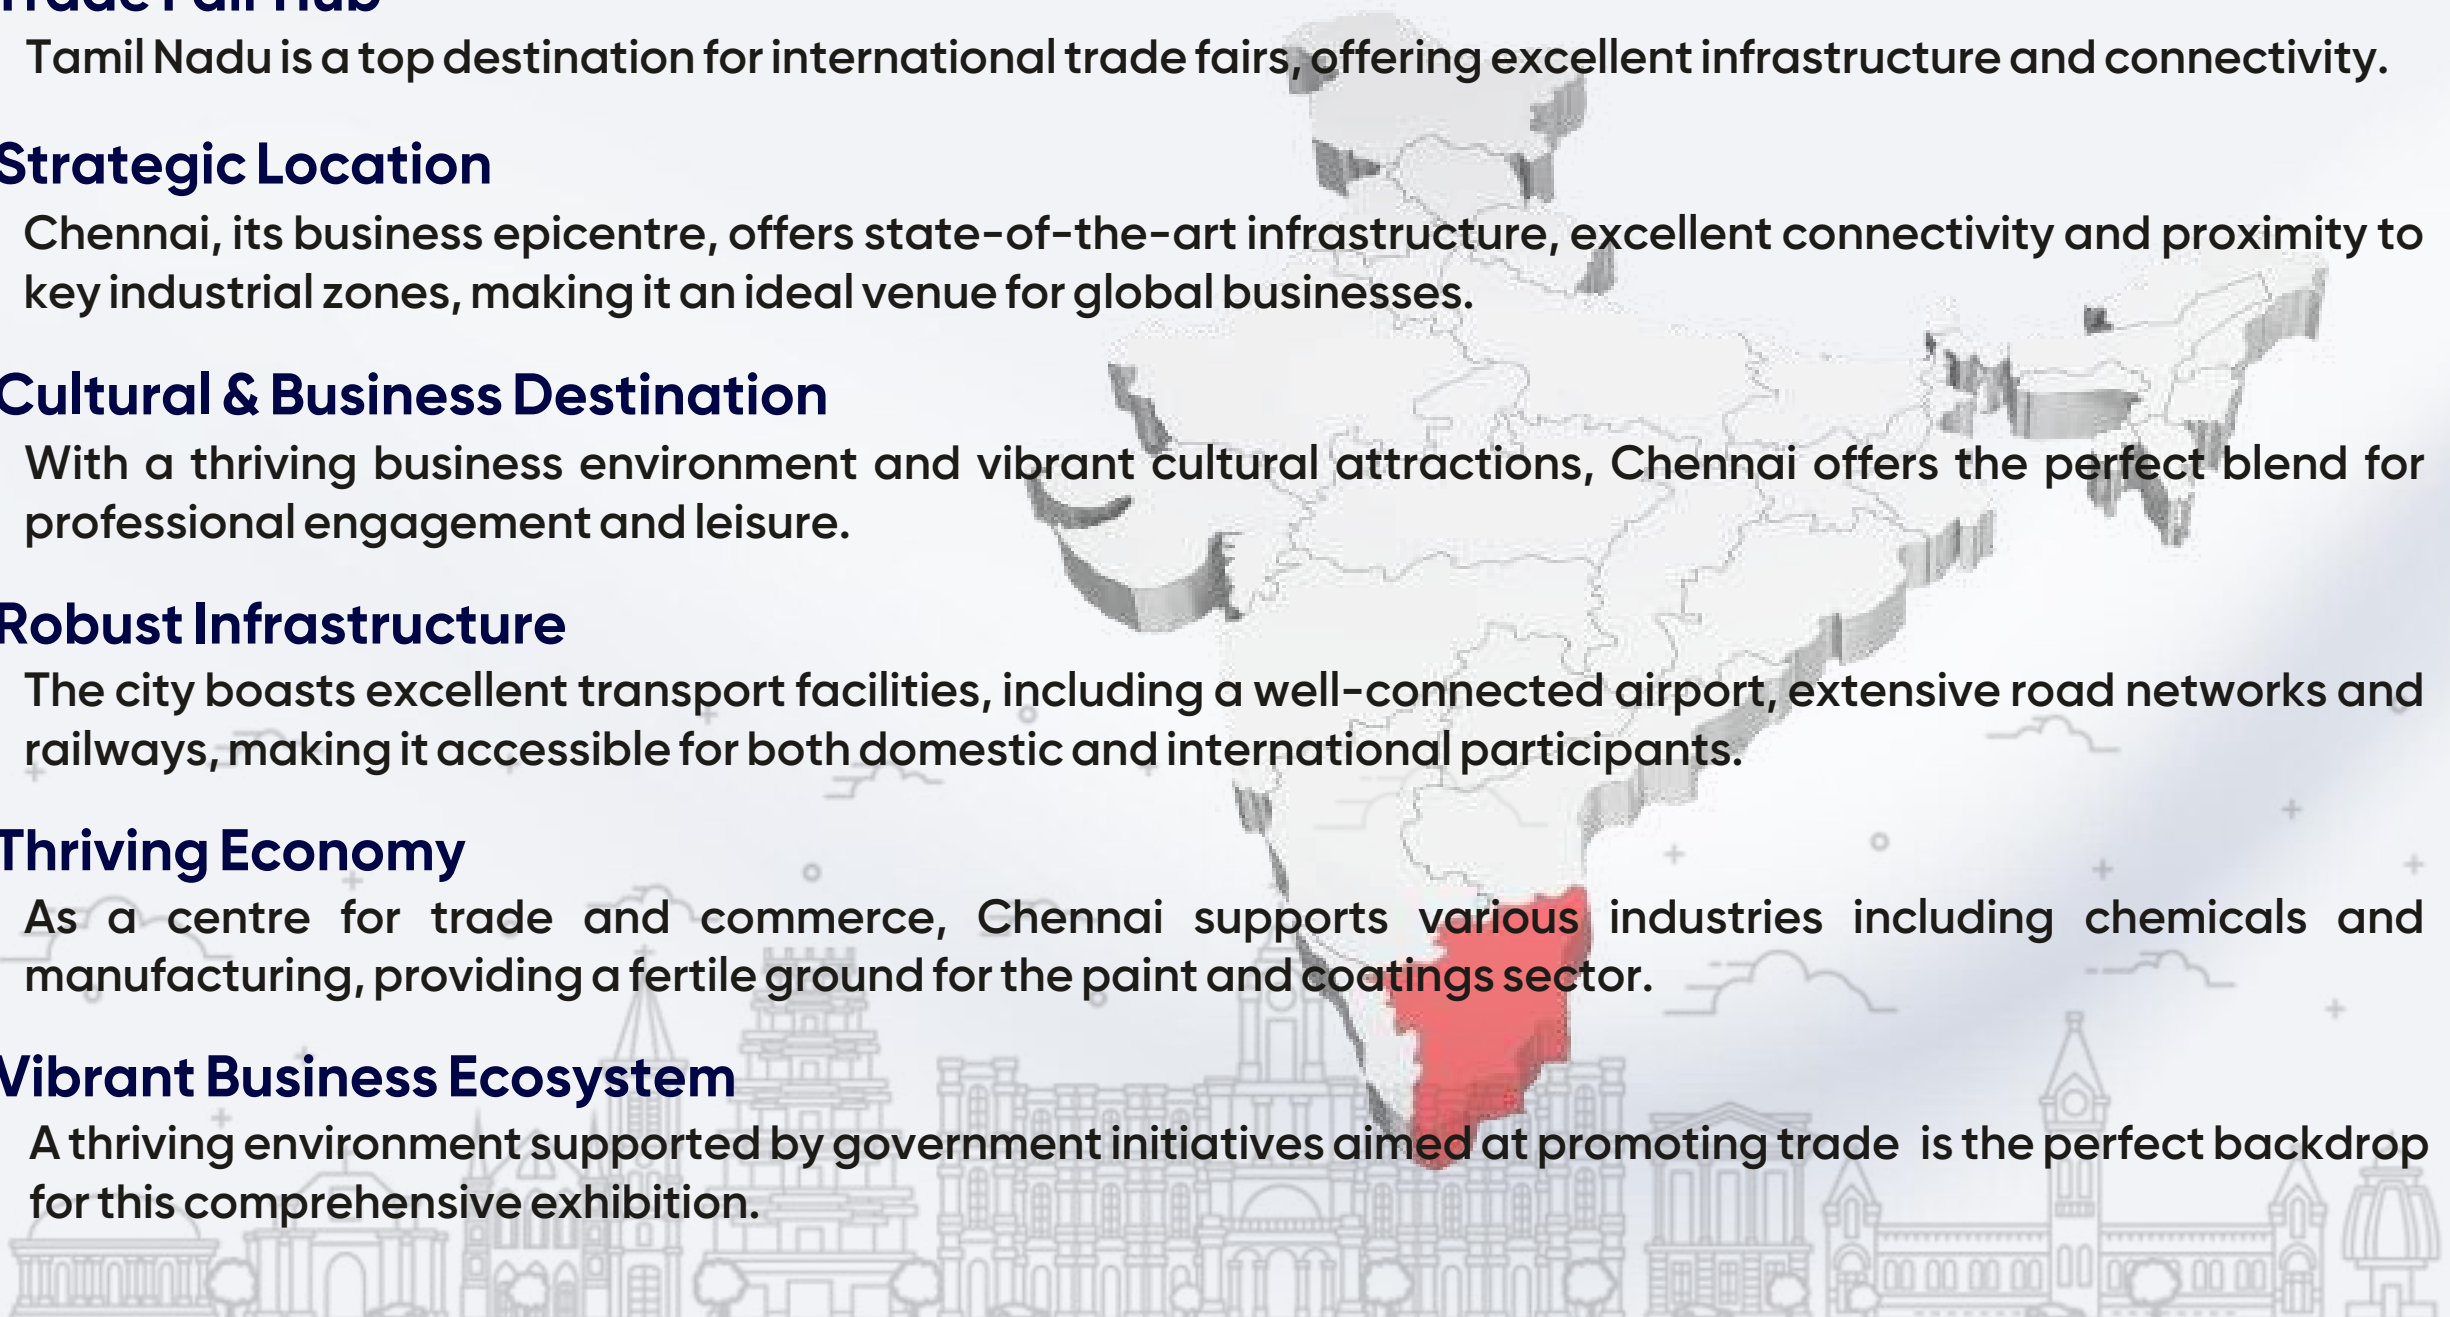 Trade Fair Hub
Tamil Nadu is a top destination for international trade fairs, offering excellent infrastructure and connectivity.
Strategic Location
Chennai, its business epicentre, offers state-of-the-art infrastructure, excellent connectivity and proximity to
key industrial zones, making it an ideal venue for global businesses.
Cultural & Business Destination
With a thriving business environment and vibrant cultural attractions, Chennai offers the perfect blend for
professional engagement and leisure.
Robust Infrastructure
The city boasts excellent transport facilities, including a well-connected airport, extensive road networks and
railways, making it accessible for both domestic and international participants.
Thriving Economy
As a centre for trade and commerce, Chennai supports various industries including chemicals and
manufacturing, providing a fertile ground for the paint and coatings sector.
Vibrant Business Ecosystem
A thriving environment supported by government initiatives aimed at promoting trade is the perfect backdrop
for this comprehensive exhibition.